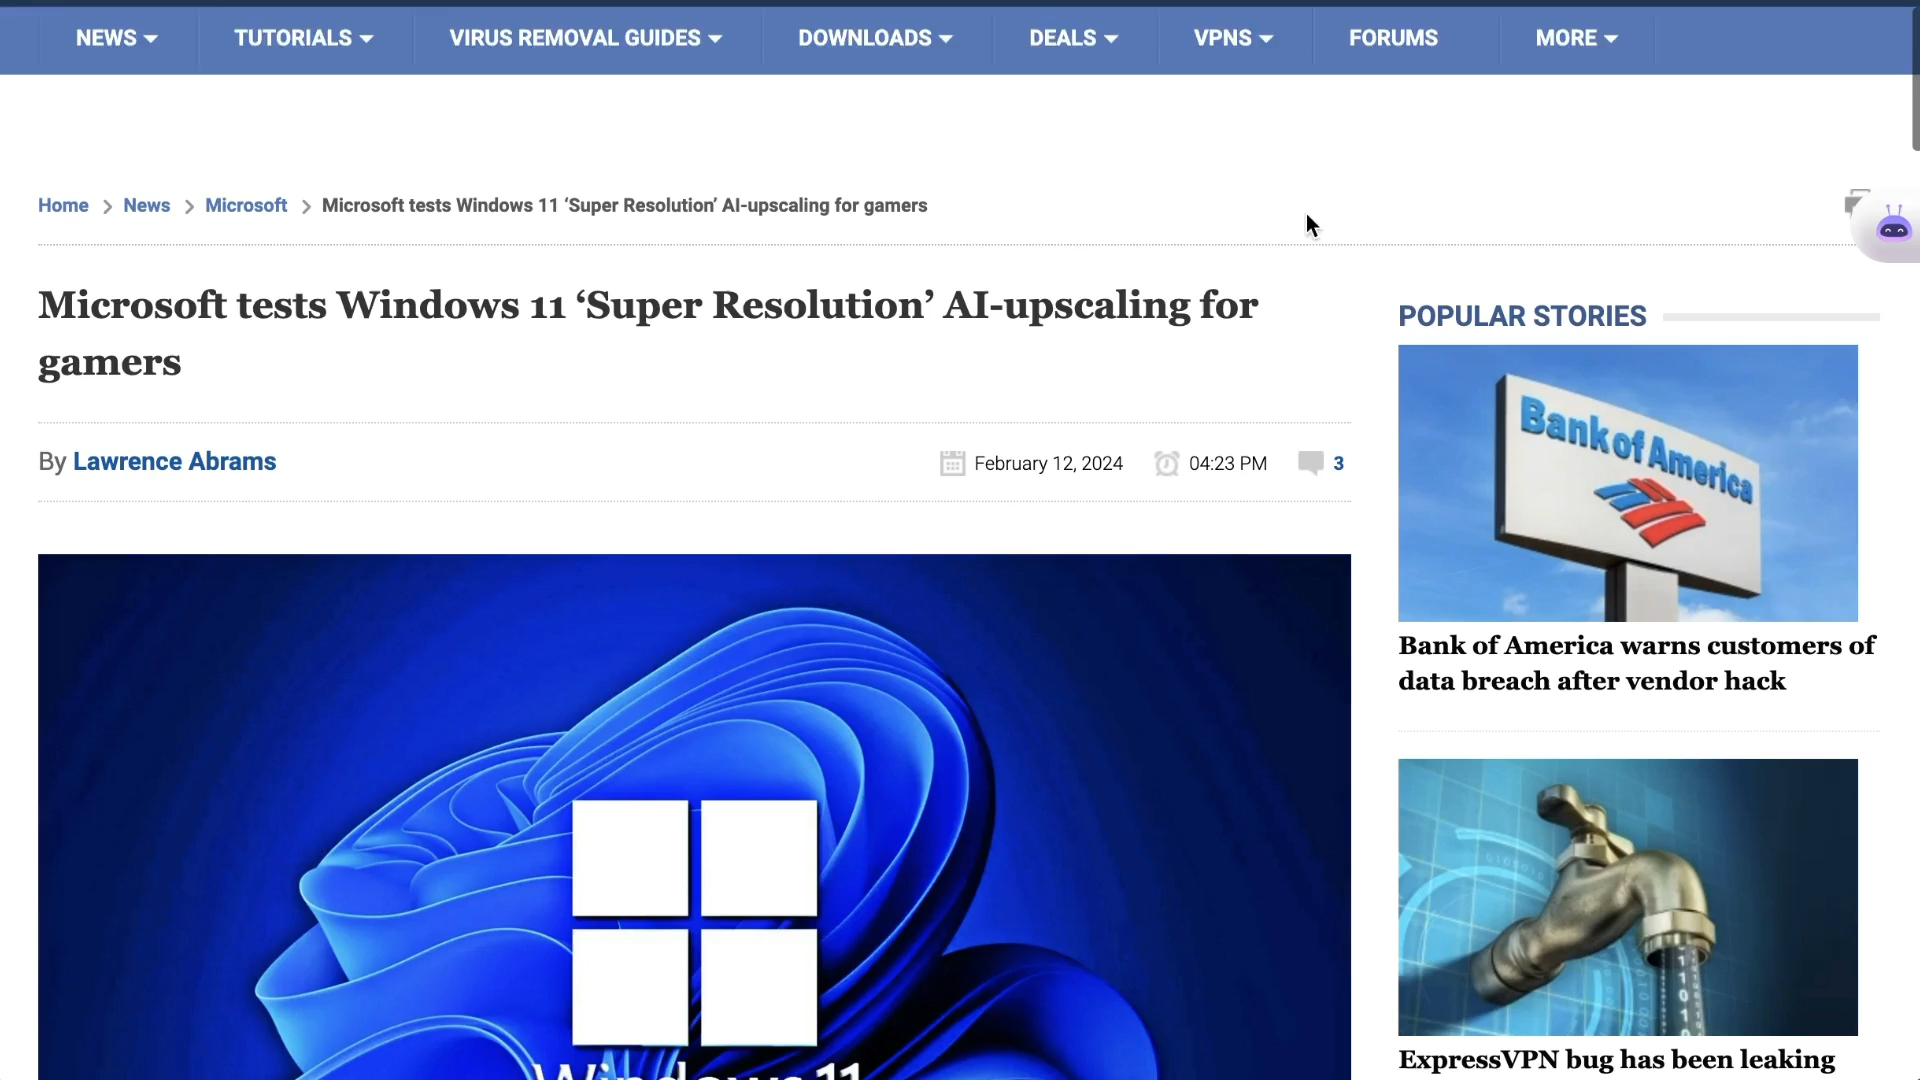 NEWS
TUTORIALS
VIRUS REMOVAL GUIDES
DOWNLOADS
DEALS
VPNS
FORUMS
MORE
Home
News
Microsoft
Microsoft tests Windows 11 ‘Super Resolution’ AI-upscaling for gamers
Microsoft tests Windows 11 ‘Super Resolution’ AI-upscaling for
gamers
By Lawrence Abrams
February 12, 2024
04:23 PM
3
Windows 11
POPULAR STORIES
Bank of America
Bank of America warns customers of
data breach after vendor hack
ExpressVPN bug has been leaking